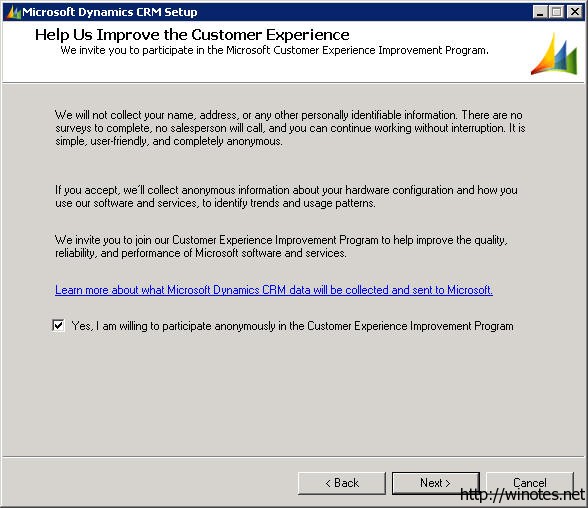 Microsoft Dynamics CRM Setup
Help Us Improve the Customer Experience
We invite you to participate in the Microsoft Customer Experience Improvement Program.
We will not collect your name, address, or any other personally identifiable information. There are no
surveys to complete, no salesperson will call, and you can continue working without interruption. It is
simple, user-friendly, and completely anonymous.
If you accept, we'll collect anonymous information about your hardware configuration and how you
use our software and services, to identify trends and usage patterns.
We invite you to join our Customer Experience Improvement Program to help improve the quality,
reliability, and performance of Microsoft software and services.
Learn more about what Microsoft Dynamics CRM data will be collected and sent to Microsoft.
Yes, I am willing to participate anonymously in the Customer Experience Improvement Program
< Back Next > Cancel
http://winotes.net